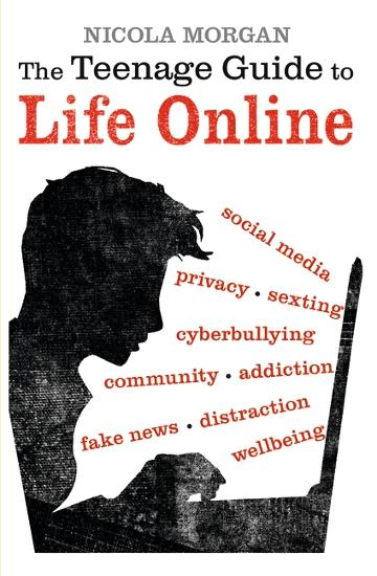 NICOLA MORGAN
The Teenage Guide to
Life Online
social media
privacy • sexting
cyberbullying
community • addiction
fake news • distraction
wellbeing